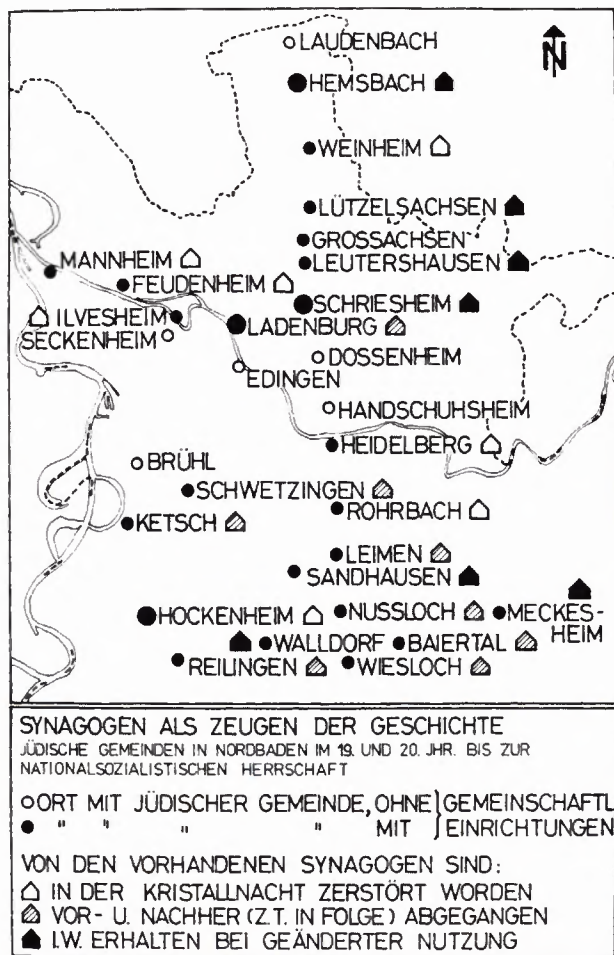 N
LAUDENBACH
HEMSBACH
WEINHEIM
LÜTZELSACHSEN
GROSSACHSEN
LEUTERSHAUSEN
MANNHEIM
FEUDENHEIM
SCHRIESHEIM
ILVESHEIM
LADENBURG
SECKENHEIM
DOSSENHEIM
EDINGEN
HANDSCHUHSHEIM
HEIDELBERG
BRÜHL
SCHWETZINGEN
ROHRBACH
KETSCH
LEIMEN
SANDHAUSEN
HOCKENHEIM
NUSSLOCH
MECKES-
HEIM
WALLDORF
BAIERTAL
REILINGEN
WIESLOCH
SYNAGOGEN ALS ZEUGEN DER GESCHICHTE
JÜDISCHE GEMEINDEN IN NORDBADEN IM 19. UND 20. JHR. BIS ZUR
NATIONALSOZIALISTISCHEN HERRSCHAFT
ORT MIT JÜDISCHER GEMEINDE, OHNE } GEMEINSCHAFTL
" " " " MIT } EINRICHTUNGEN
VON DEN VORHANDENEN SYNAGOGEN SIND:
IN DER KRISTALLNACHT ZERSTÖRT WORDEN
VOR- U. NACHHER (Z.T. IN FOLGE) ABGEGANGEN
I.W. ERHALTEN BEI GEÄNDERTER NUTZUNG